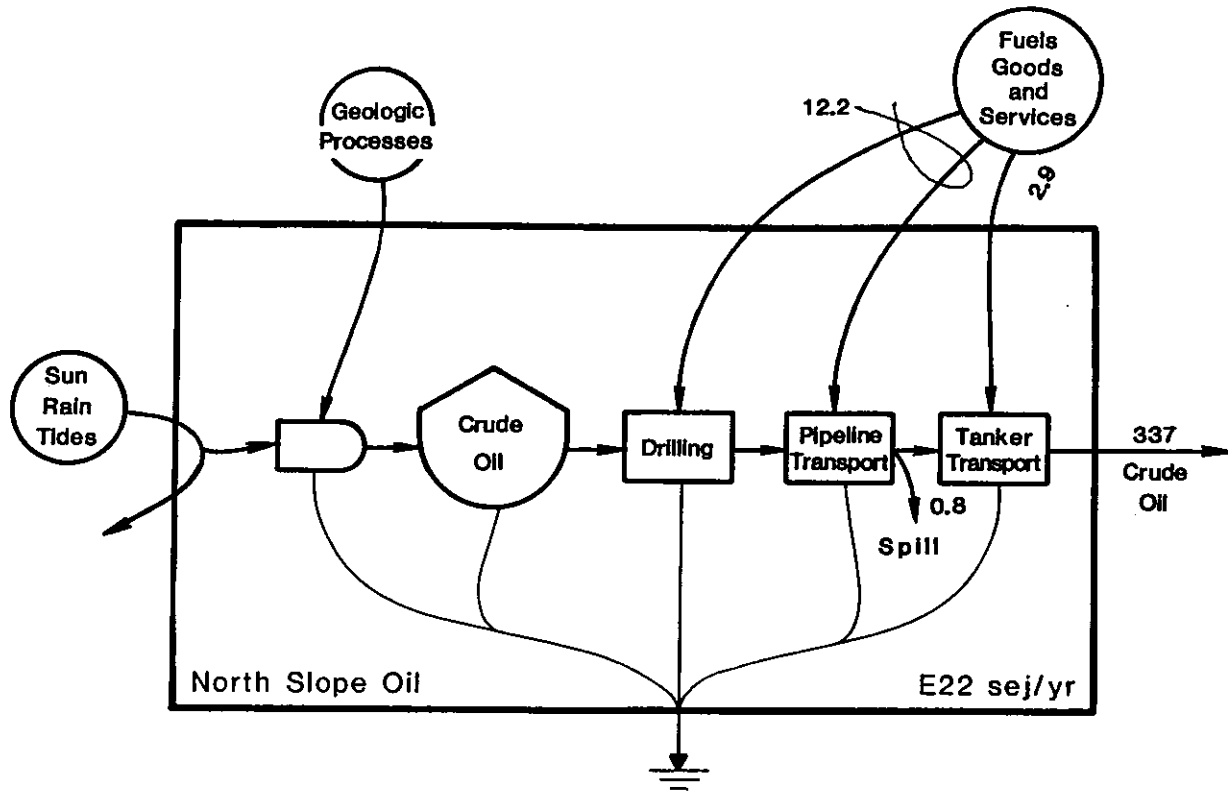 Fuels
Goods
and
Services
12.2
Geologic
Processes
2.9
Sun
Rain
Tides
Crude
Oil
Drilling
Pipeline
Transport
Tanker
Transport
337
Crude
Oil
0.8
Spill
North Slope Oil
E22 sej/yr